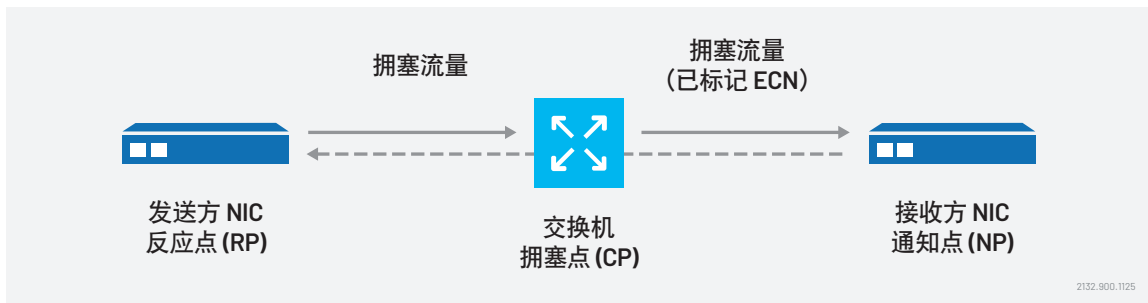 拥塞流量
拥塞流量
（已标记 ECN）
发送方 NIC
反应点 (RP)
交换机
拥塞点 (CP)
接收方 NIC
通知点 (NP)
2132.900.1125